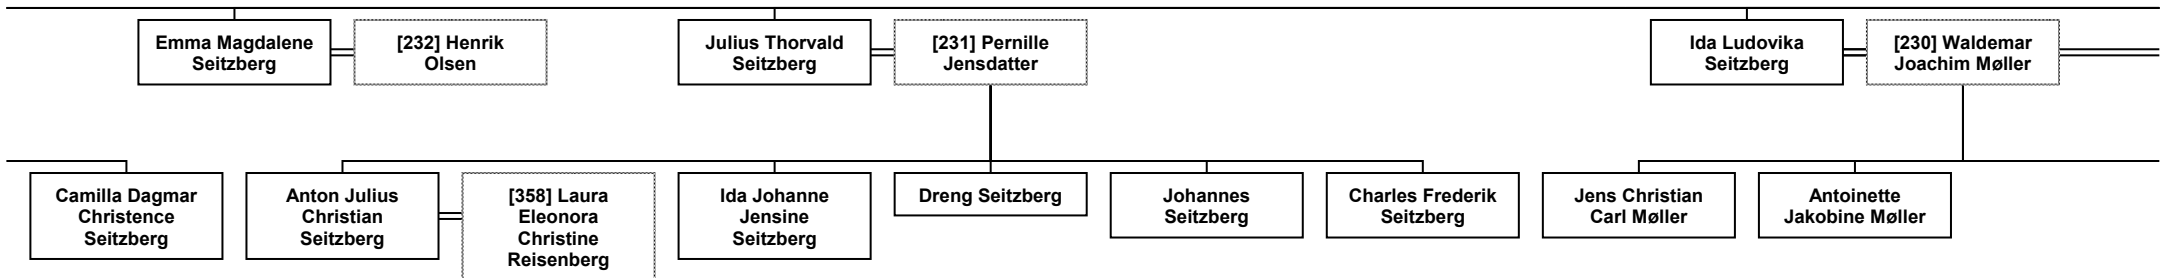 Emma Magdalene
Seitzberg
[232] Henrik
Olsen
Julius Thorvald
Seitzberg
[231] Pernille
Jensdatter
Ida Ludovika
Seitzberg
[230] Waldemar
Joachim Møller
Camilla Dagmar
Christence
Seitzberg
Anton Julius
Christian
Seitzberg
[358] Laura
Eleonora
Christine
Reisenberg
Ida Johanne
Jensine
Seitzberg
Dreng Seitzberg
Johannes
Seitzberg
Charles Frederik
Seitzberg
Jens Christian
Carl Møller
Antoinette
Jakobine Møller